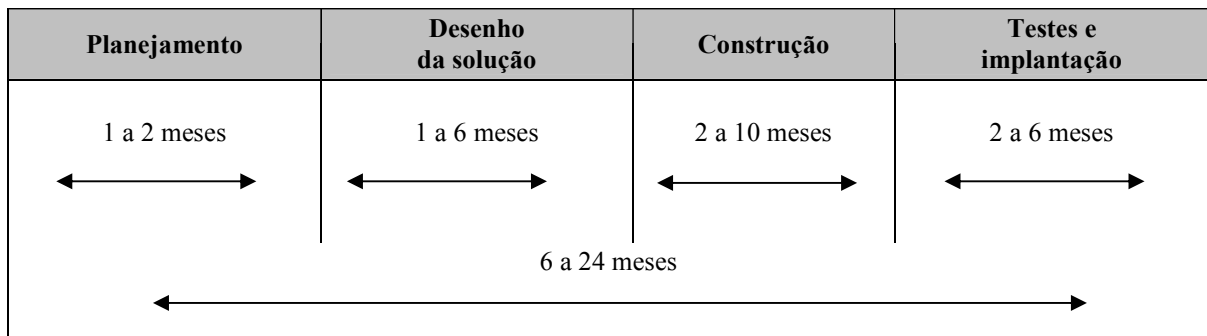 Planejamento
Desenho
da solução
Construção
Testes e
implantação
1 a 2 meses
1 a 6 meses
2 a 10 meses
2 a 6 meses
6 a 24 meses